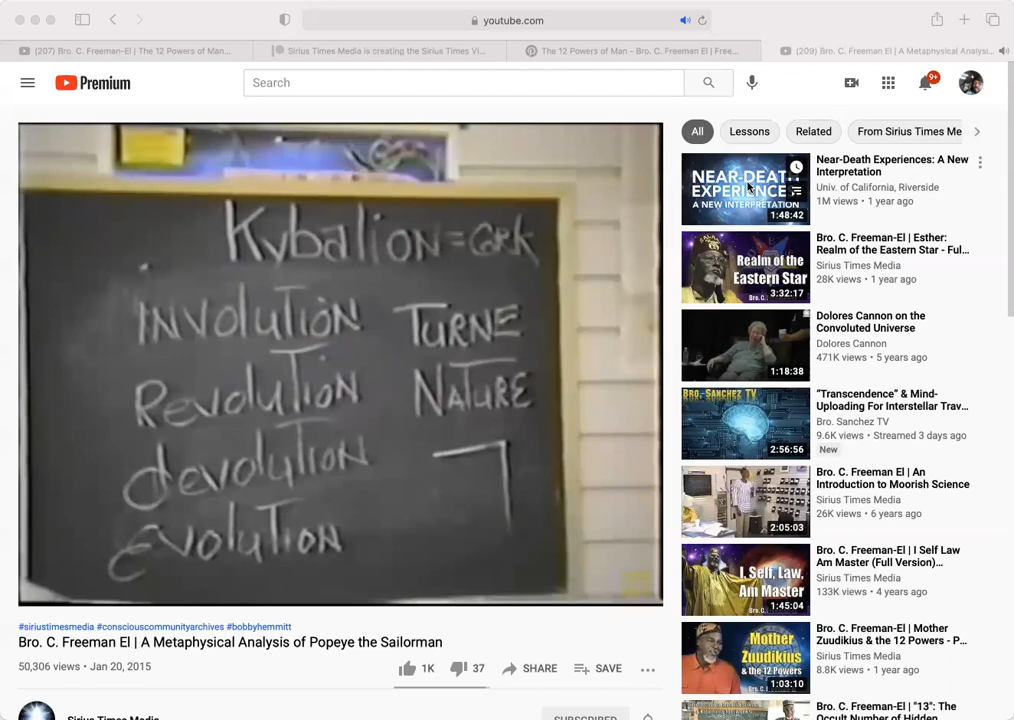 youtube.com
(207) Bro. C. Freeman-El | The 12 Powers of Man...
Sirius Times Media is creating the Sirius Times Vi...
The 12 Powers of Man - Bro. C. Freeman El | Free...
(209) Bro. C. Freeman El | A Metaphysical Analysi...
Premium
Search
9+
Kybalion = Gork
INVOLUTION TURNE
REVOLUTION NATURE
devolution
Evolution
#siriustimesmedia #consciouscommunityarchives #bobbyhemmitt
Bro. C. Freeman El | A Metaphysical Analysis of Popeye the Sailorman
50,306 views • Jan 20, 2015
1K
37
SHARE
SAVE
Sirius Times Media
SUBSCRIBED
All
Lessons
Related
From Sirius Times Me
NEAR-DEATH
EXPERIENCES
A NEW INTERPRETATION
1:48:42
Near-Death Experiences: A New
Interpretation
Univ. of California, Riverside
1M views • 1 year ago
Realm of the
Eastern Star
Bro. C.
3:32:17
Bro. C. Freeman-El | Esther:
Realm of the Eastern Star - Ful...
Sirius Times Media
28K views • 1 year ago
1:18:38
Dolores Cannon on the
Convoluted Universe
Dolores Cannon
471K views • 5 years ago
BRO. SANCHEZ TV
2:56:56
“Transcendence” & Mind-
Uploading For Interstellar Trav...
Bro. Sanchez TV
9.6K views • Streamed 3 days ago
New
2:05:03
Bro. C. Freeman El | An
Introduction to Moorish Science
Sirius Times Media
26K views • 6 years ago
I, Self, Law,
Am Master
1:45:04
Bro. C. Freeman-El | I Self Law
Am Master (Full Version)...
Sirius Times Media
133K views • 4 years ago
Mother
Zuudikius
& the 12 Powers
1:03:10
Bro. C. Freeman-El | Mother
Zuudikius & the 12 Powers - P...
Sirius Times Media
8.8K views • 1 year ago
Bro. C. Freeman-El | "13": The
Occult Number of Hidden